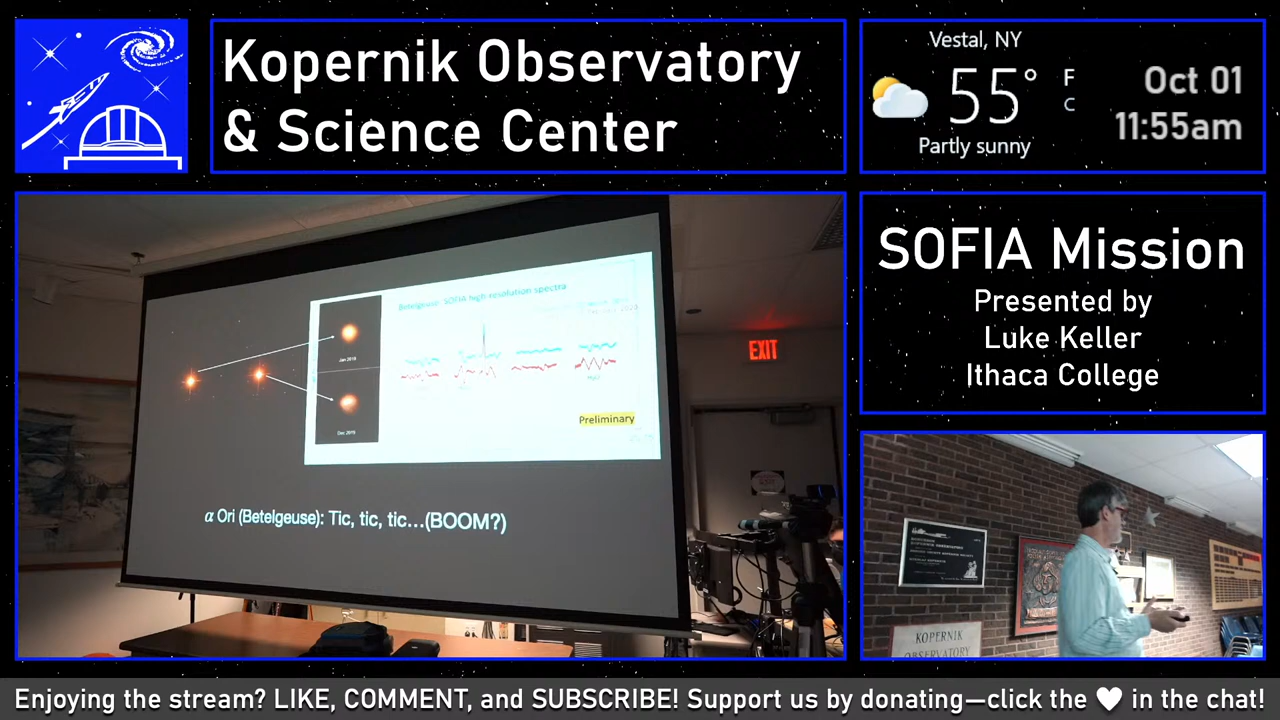 Kopernik Observatory
& Science Center
Vestal, NY
55° F
C
Partly sunny
Oct 01
11:55am
SOFIA Mission
Presented by
Luke Keller
Ithaca College
Betelgeuse: SOFIA high resolution spectra
Jan 2019
Dec 2019
Preliminary
α Ori (Betelgeuse): Tic, tic, tic...(BOOM?)
EXIT
KOPERNIK
OBSERVATORY
Enjoying the stream? LIKE, COMMENT, and SUBSCRIBE! Support us by donating—click the ♥ in the chat!